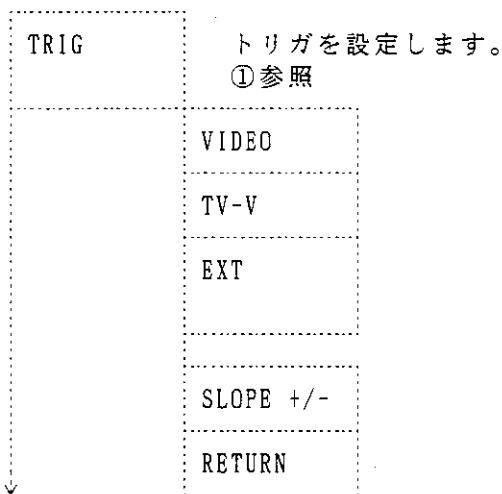 TRIG トリガを設定します。
①参照
VIDEO
TV-V
EXT
SLOPE +/-
RETURN